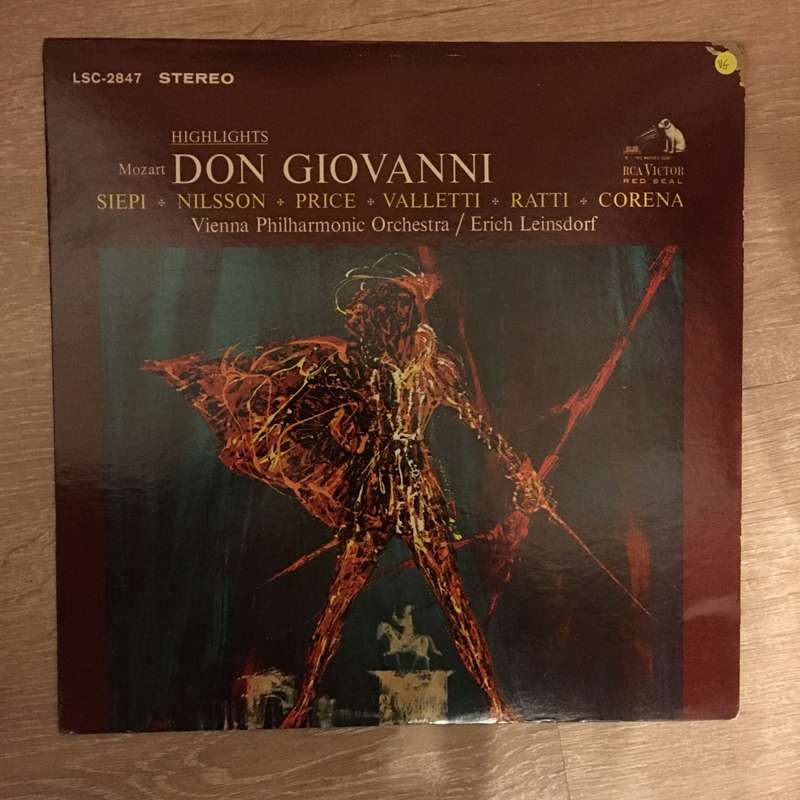 LSC-2847 STEREO
VG
HIGHLIGHTS
Mozart DON GIOVANNI
RCA VICTOR
RED SEAL
SIEPI + NILSSON + PRICE + VALLETTI + RATTI + CORENA
Vienna Philharmonic Orchestra / Erich Leinsdorf